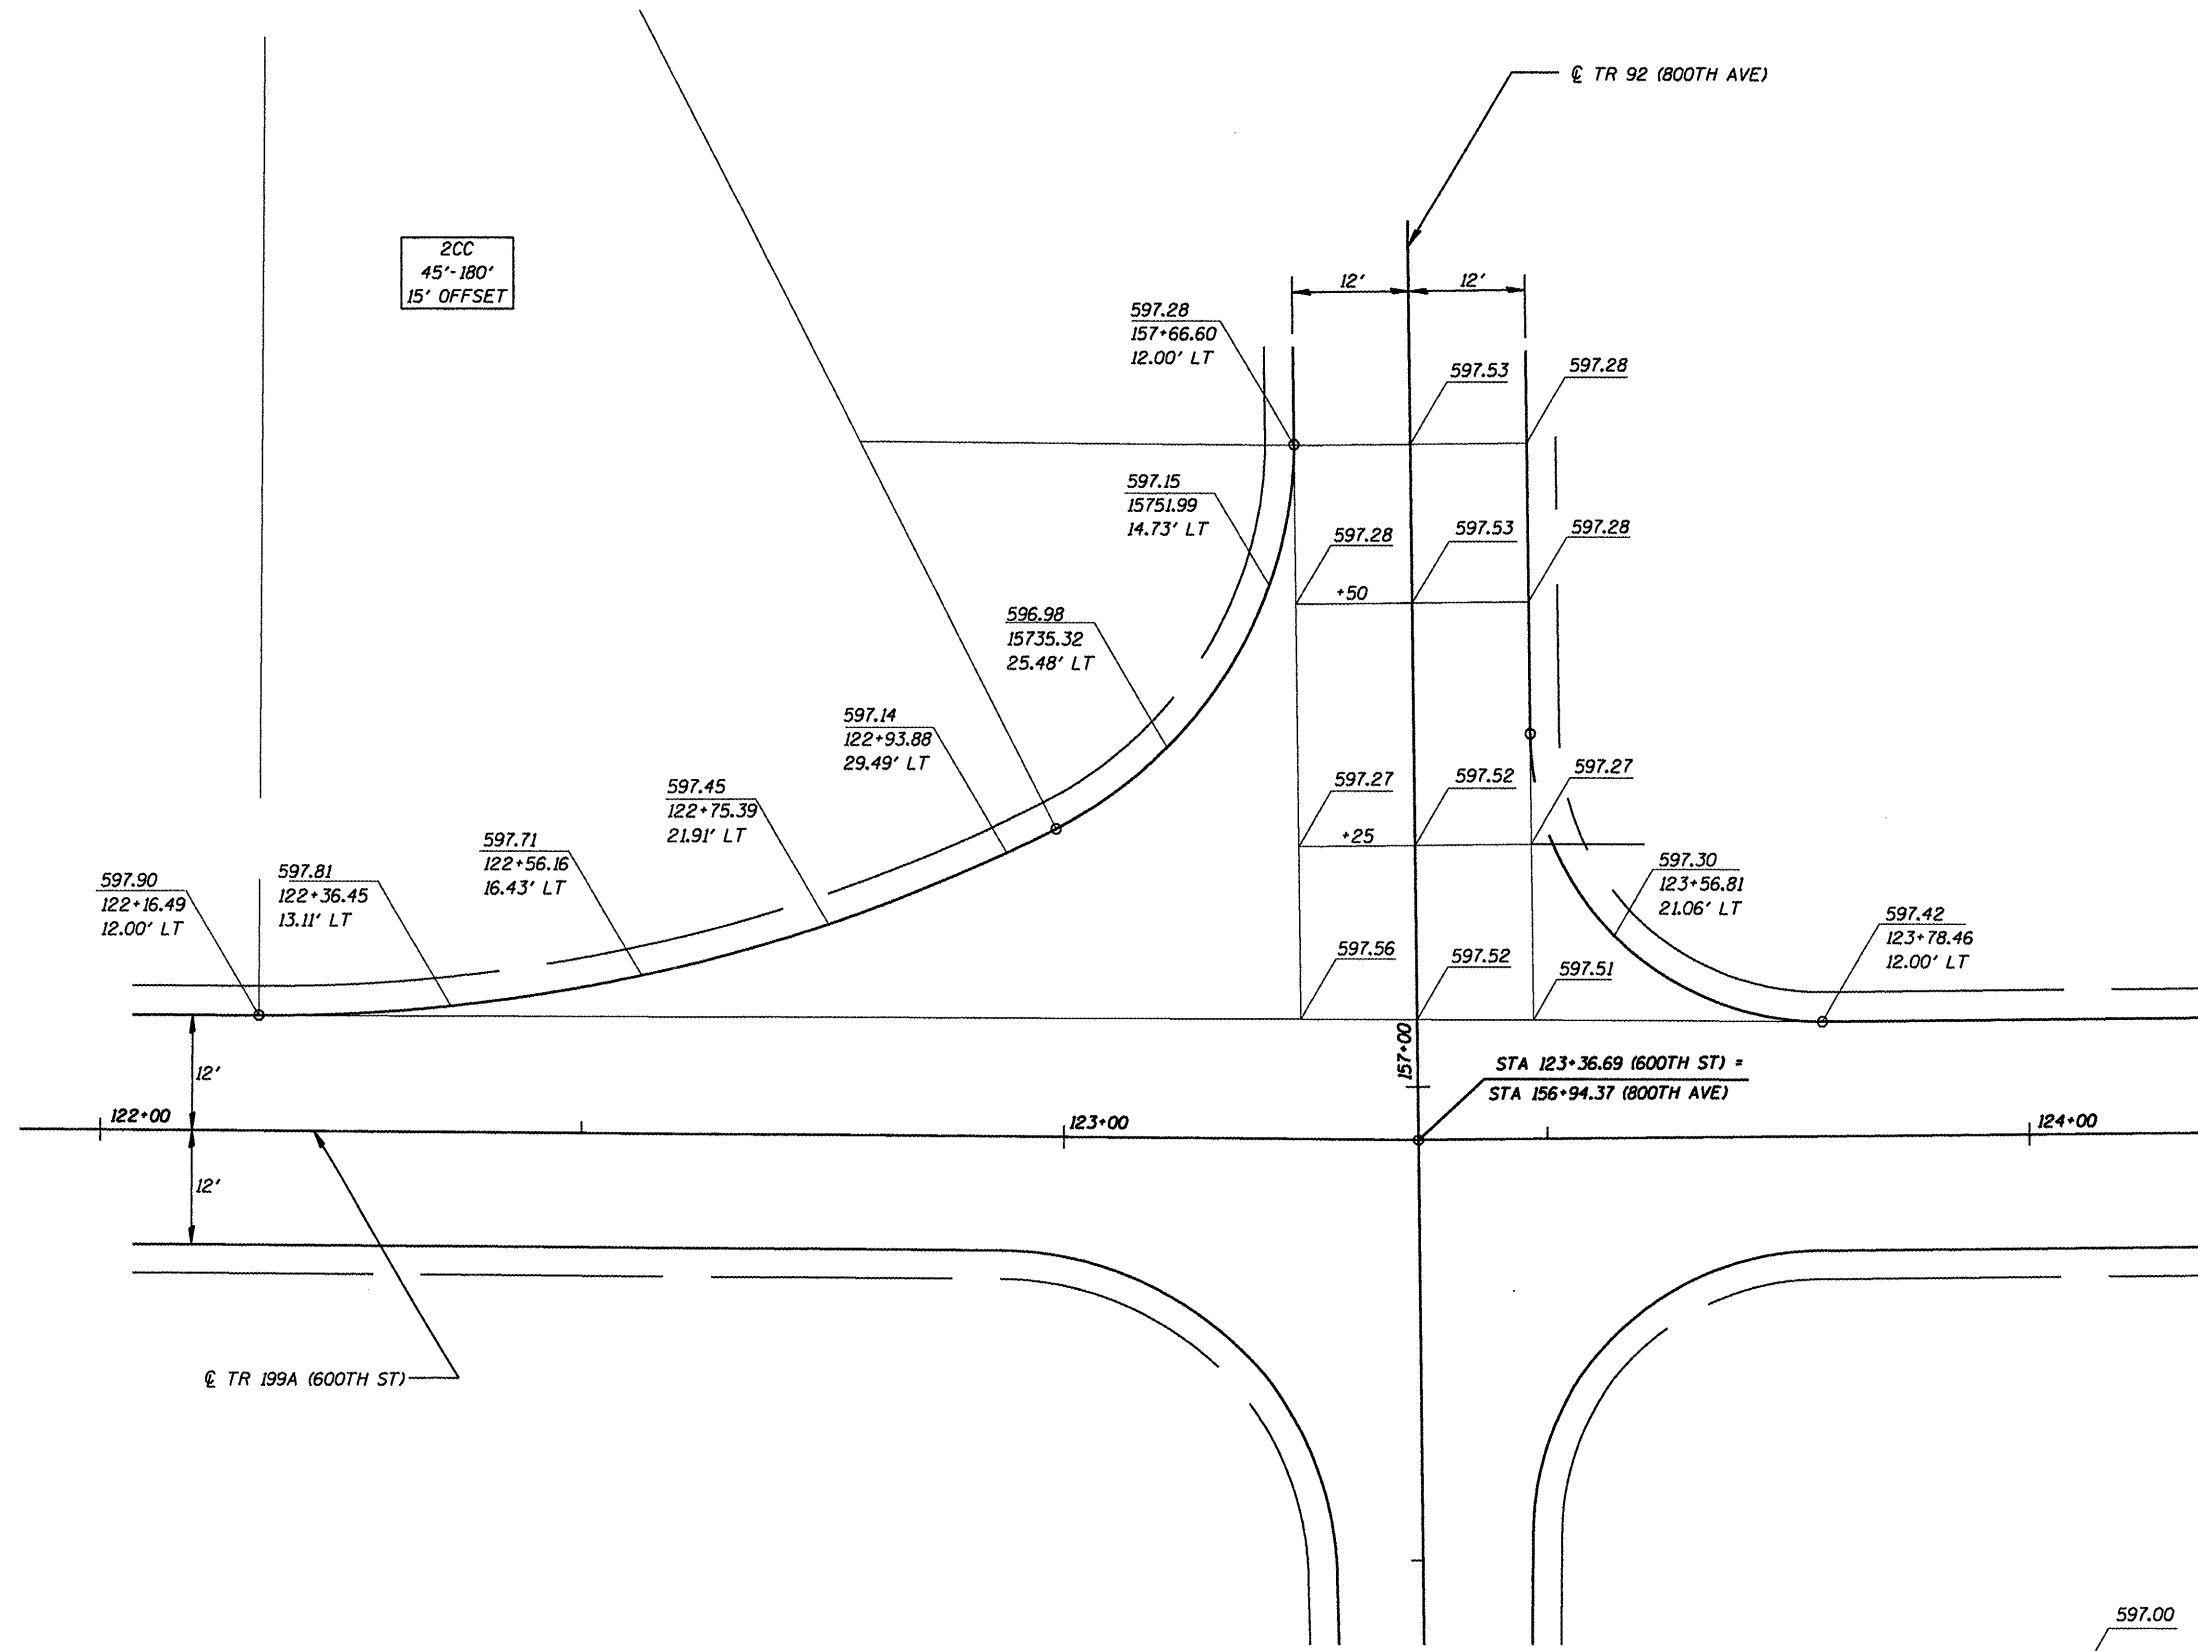 ℄ TR 92 (800TH AVE)
2CC
45'-180'
15' OFFSET
12'
12'
597.28
157+66.60
12.00' LT
597.53
597.28
597.15
15751.99
14.73' LT
597.28
597.53
597.28
+50
596.98
15735.32
25.48' LT
597.14
122+93.88
29.49' LT
597.27
597.52
597.27
+25
597.45
122+75.39
21.91' LT
597.71
122+56.16
16.43' LT
597.81
122+36.45
13.11' LT
597.90
122+16.49
12.00' LT
597.30
123+56.81
21.06' LT
597.42
123+78.46
12.00' LT
597.56
597.52
597.51
157+00
STA 123+36.69 (600TH ST) =
STA 156+94.37 (800TH AVE)
12'
122+00
123+00
124+00
12'
℄ TR 199A (600TH ST)
597.00